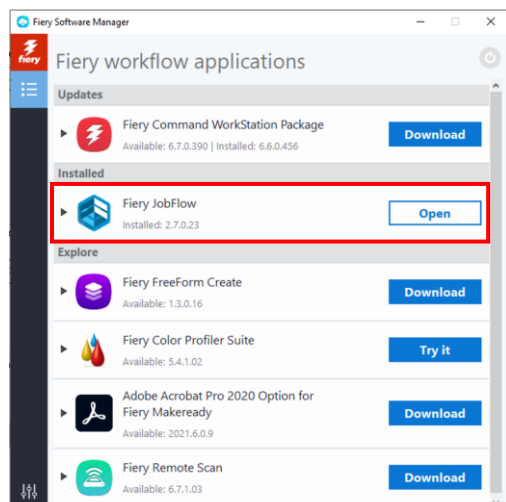 Fiery Software Manager
fiery
Fiery workflow applications
Updates
Fiery Command WorkStation Package
Available: 6.7.0.390 | Installed: 6.6.0.456
Download
Installed
Fiery JobFlow
Installed: 2.7.0.23
Open
Explore
Fiery FreeForm Create
Available: 1.3.0.16
Download
Fiery Color Profiler Suite
Available: 5.4.1.02
Try it
Adobe Acrobat Pro 2020 Option for
Fiery Makeready
Available: 2021.6.0.9
Download
Fiery Remote Scan
Available: 6.7.1.03
Download